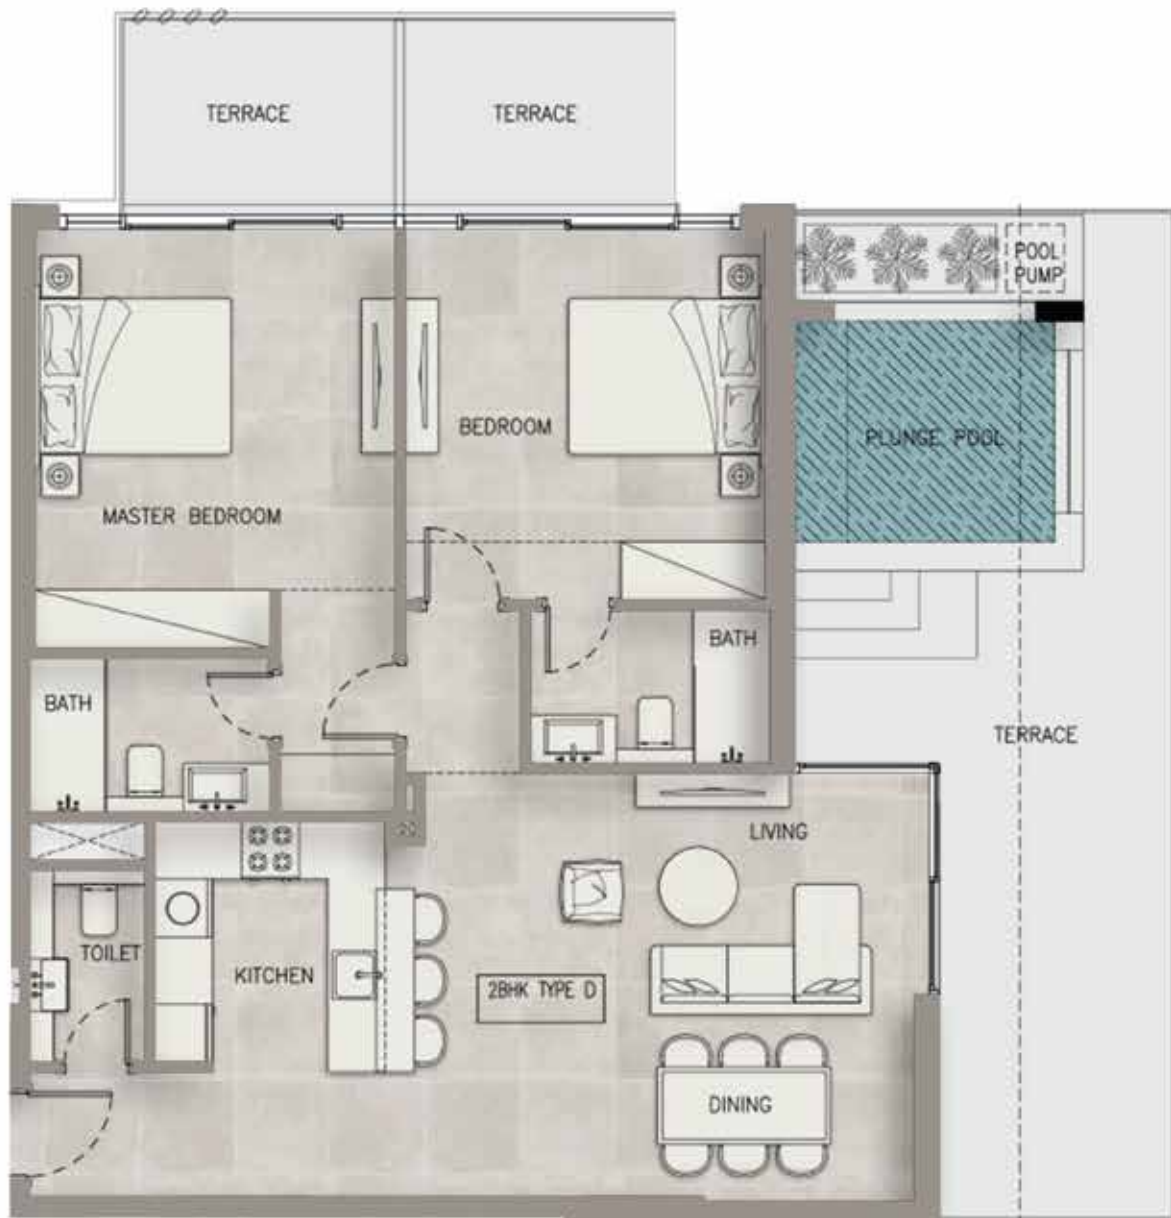 TERRACE
TERRACE
POOL
PUMP
PLUNGE POOL
BEDROOM
MASTER BEDROOM
BATH
BATH
TERRACE
LIVING
TOILET
KITCHEN
2BHK TYPE D
DINING